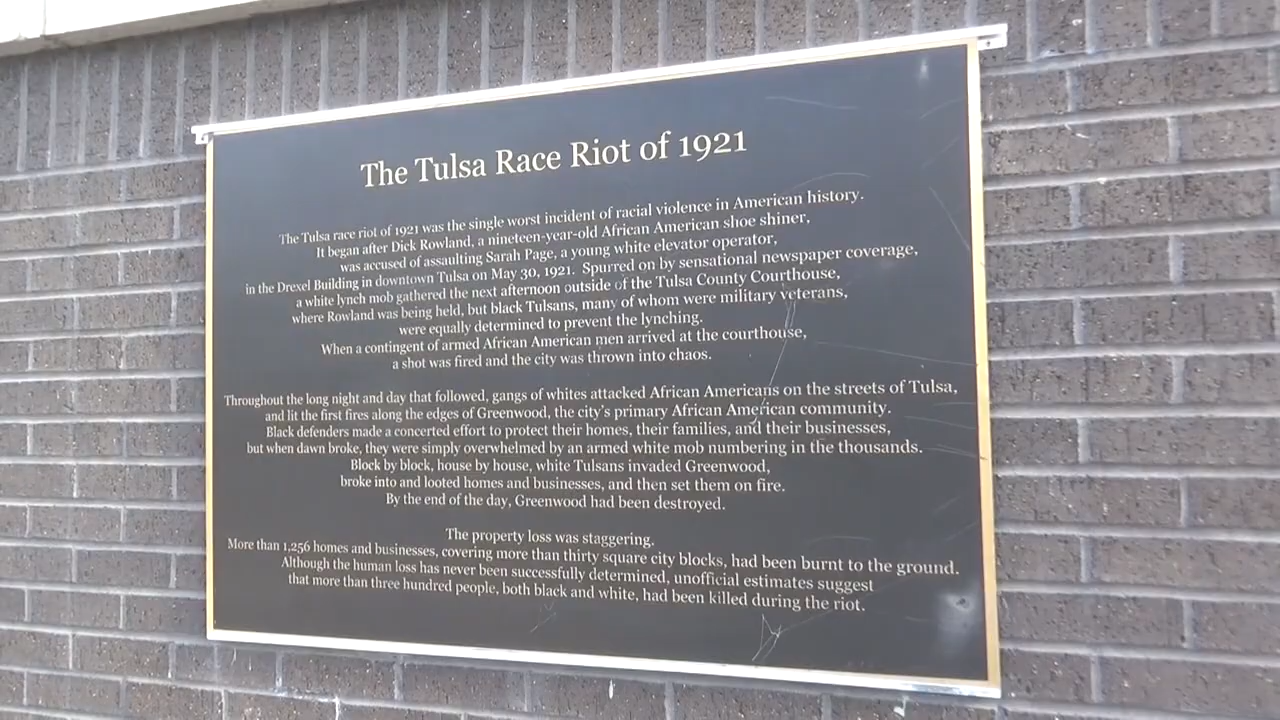 The Tulsa Race Riot of 1921
The Tulsa race riot of 1921 was the single worst incident of racial violence in American history.
It began after Dick Rowland, a nineteen-year-old African American shoe shiner,
was accused of assaulting Sarah Page, a young white elevator operator,
in the Drexel Building in downtown Tulsa on May 30, 1921. Spurred on by sensational newspaper coverage,
a white lynch mob gathered the next afternoon outside of the Tulsa County Courthouse,
where Rowland was being held, but black Tulsans, many of whom were military veterans,
were equally determined to prevent the lynching.
When a contingent of armed African American men arrived at the courthouse,
a shot was fired and the city was thrown into chaos.
Throughout the long night and day that followed, gangs of whites attacked African Americans on the streets of Tulsa,
and lit the first fires along the edges of Greenwood, the city's primary African American community.
Black defenders made a concerted effort to protect their homes, their families, and their businesses,
but when dawn broke, they were simply overwhelmed by an armed white mob numbering in the thousands.
Block by block, house by house, white Tulsans invaded Greenwood,
broke into and looted homes and businesses, and then set them on fire.
By the end of the day, Greenwood had been destroyed.
The property loss was staggering.
More than 1,256 homes and businesses, covering more than thirty square city blocks, had been burnt to the ground.
Although the human loss has never been successfully determined, unofficial estimates suggest
that more than three hundred people, both black and white, had been killed during the riot.